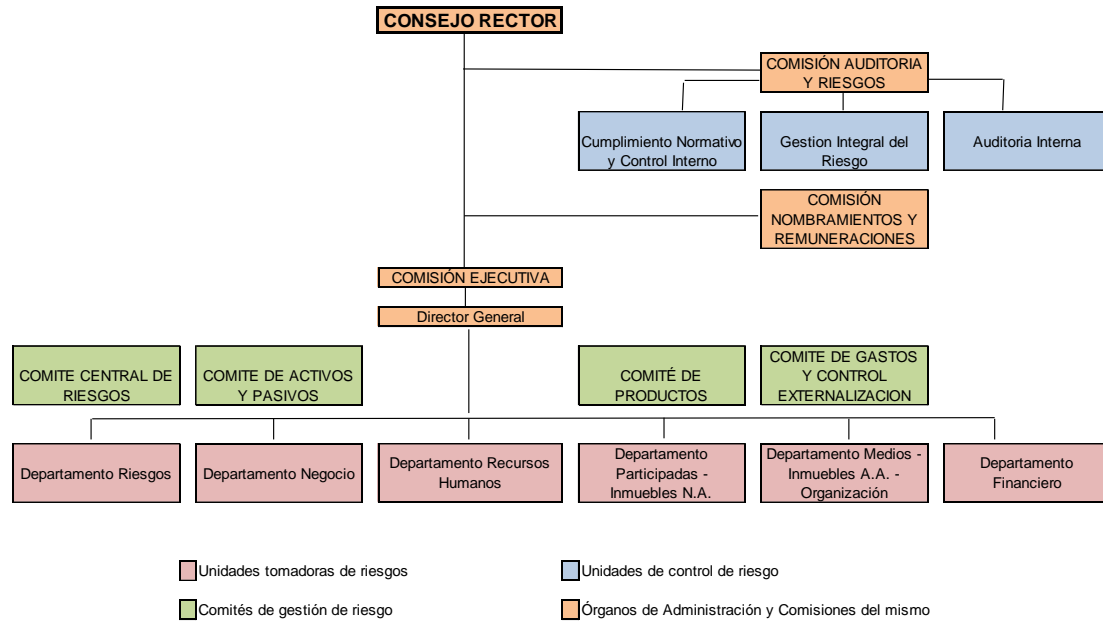 CONSEJO RECTOR
COMISIÓN AUDITORIA
Y RIESGOS
Cumplimiento Normativo
y Control Interno
Gestion Integral del
Riesgo
Auditoria Interna
COMISIÓN
NOMBRAMIENTOS Y
REMUNERACIONES
COMISIÓN EJECUTIVA
Director General
COMITE CENTRAL DE
RIESGOS
COMITE DE ACTIVOS
Y PASIVOS
COMITÉ DE
PRODUCTOS
COMITE DE GASTOS
Y CONTROL
EXTERNALIZACION
Departamento Riesgos
Departamento Negocio
Departamento Recursos
Humanos
Departamento
Participadas -
Inmuebles N.A.
Departamento Medios -
Inmuebles A.A. -
Organización
Departamento
Financiero
Unidades tomadoras de riesgos
Unidades de control de riesgo
Comités de gestión de riesgo
Órganos de Administración y Comisiones del mismo